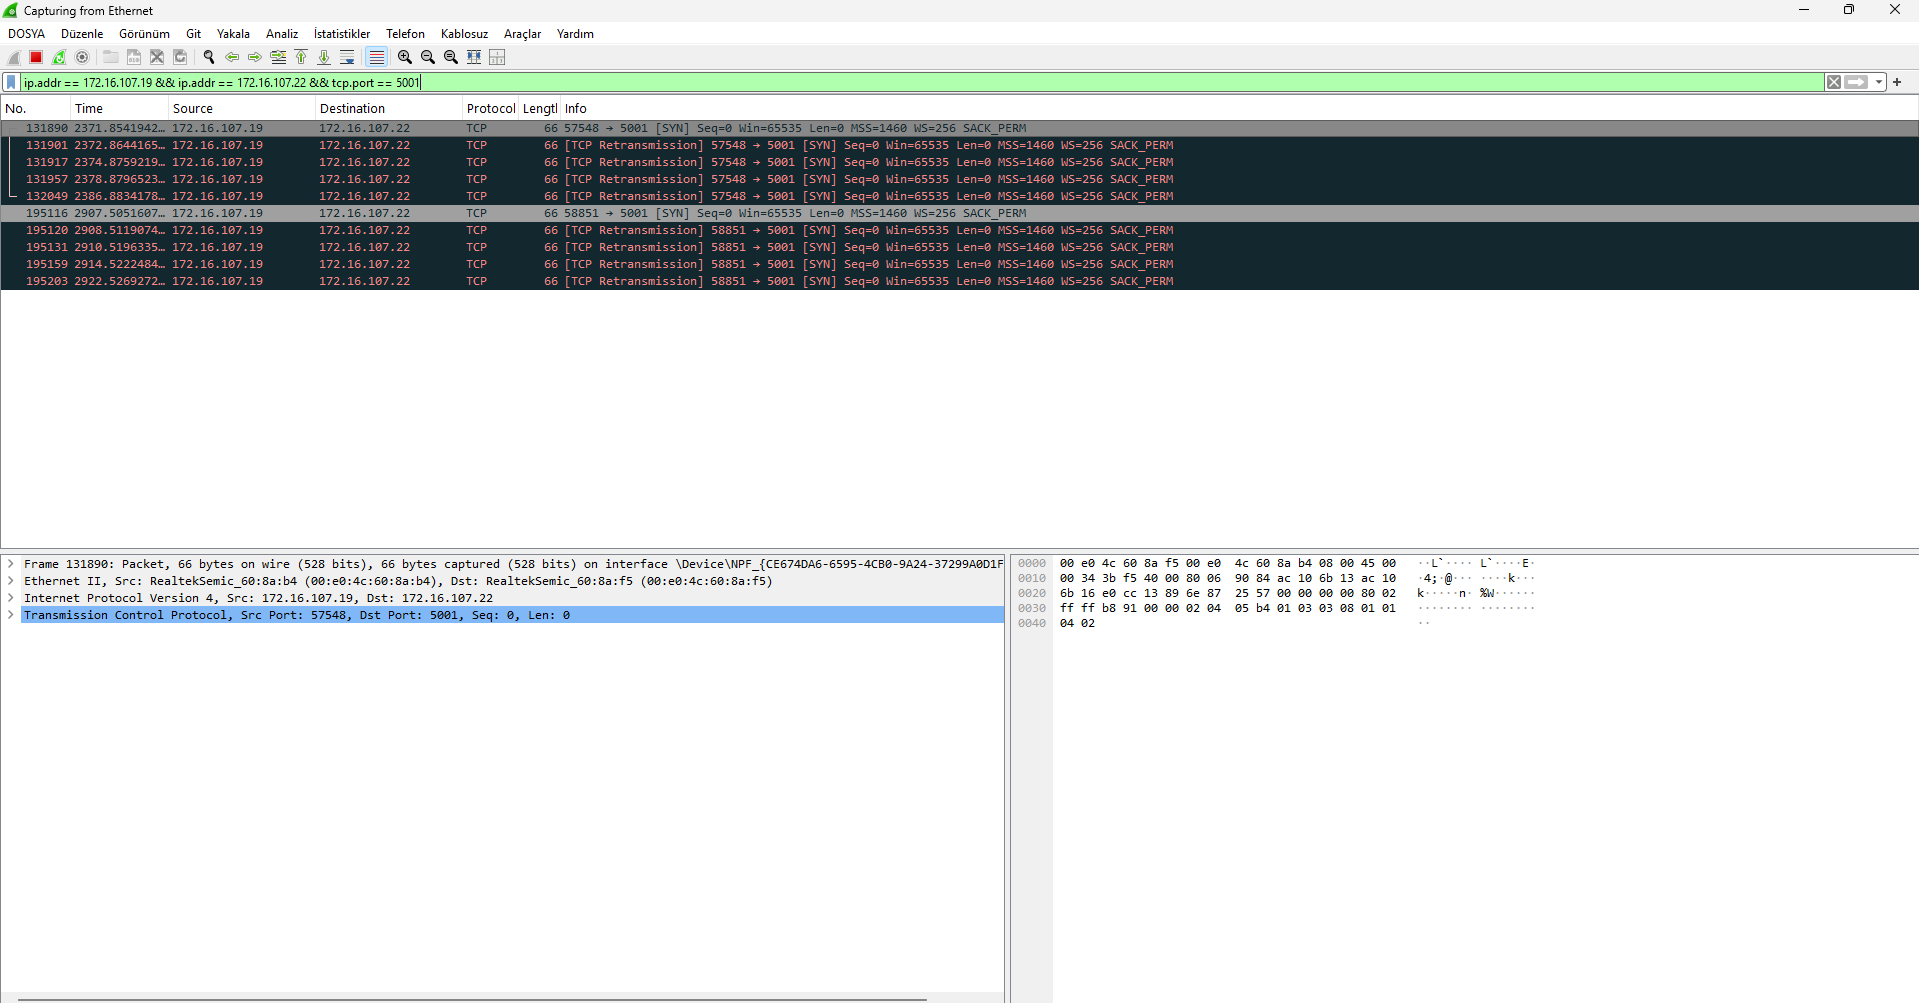 Capturing from Ethernet
DOSYA Düzenle Görünüm Git Yakala Analiz İstatistikler Telefon Kablosuz Araçlar Yardım
ip.addr == 172.16.107.19 && ip.addr == 172.16.107.22 && tcp.port == 5001
No. Time Source Destination Protocol Lengtl Info
131890 2371.8541942… 172.16.107.19 172.16.107.22 TCP 66 57548 → 5001 [SYN] Seq=0 Win=65535 Len=0 MSS=1460 WS=256 SACK_PERM
131901 2372.8644165… 172.16.107.19 172.16.107.22 TCP 66 [TCP Retransmission] 57548 → 5001 [SYN] Seq=0 Win=65535 Len=0 MSS=1460 WS=256 SACK_PERM
131917 2374.8759219… 172.16.107.19 172.16.107.22 TCP 66 [TCP Retransmission] 57548 → 5001 [SYN] Seq=0 Win=65535 Len=0 MSS=1460 WS=256 SACK_PERM
131957 2378.8796523… 172.16.107.19 172.16.107.22 TCP 66 [TCP Retransmission] 57548 → 5001 [SYN] Seq=0 Win=65535 Len=0 MSS=1460 WS=256 SACK_PERM
132049 2386.8834178… 172.16.107.19 172.16.107.22 TCP 66 [TCP Retransmission] 57548 → 5001 [SYN] Seq=0 Win=65535 Len=0 MSS=1460 WS=256 SACK_PERM
195116 2907.5051607… 172.16.107.19 172.16.107.22 TCP 66 58851 → 5001 [SYN] Seq=0 Win=65535 Len=0 MSS=1460 WS=256 SACK_PERM
195120 2908.5119074… 172.16.107.19 172.16.107.22 TCP 66 [TCP Retransmission] 58851 → 5001 [SYN] Seq=0 Win=65535 Len=0 MSS=1460 WS=256 SACK_PERM
195131 2910.5196335… 172.16.107.19 172.16.107.22 TCP 66 [TCP Retransmission] 58851 → 5001 [SYN] Seq=0 Win=65535 Len=0 MSS=1460 WS=256 SACK_PERM
195159 2914.5222484… 172.16.107.19 172.16.107.22 TCP 66 [TCP Retransmission] 58851 → 5001 [SYN] Seq=0 Win=65535 Len=0 MSS=1460 WS=256 SACK_PERM
195203 2922.5269272… 172.16.107.19 172.16.107.22 TCP 66 [TCP Retransmission] 58851 → 5001 [SYN] Seq=0 Win=65535 Len=0 MSS=1460 WS=256 SACK_PERM
Frame 131890: Packet, 66 bytes on wire (528 bits), 66 bytes captured (528 bits) on interface \Device\NPF_{CE674DA6-6595-4CB0-9A24-37299A0D1F
Ethernet II, Src: RealtekSemic_60:8a:b4 (00:e0:4c:60:8a:b4), Dst: RealtekSemic_60:8a:f5 (00:e0:4c:60:8a:f5)
Internet Protocol Version 4, Src: 172.16.107.19, Dst: 172.16.107.22
Transmission Control Protocol, Src Port: 57548, Dst Port: 5001, Seq: 0, Len: 0
0000 00 e0 4c 60 8a f5 00 e0 4c 60 8a b4 08 00 45 00 ··L`···· L`····E·
0010 00 34 3b f5 40 00 80 06 90 84 ac 10 6b 13 ac 10 ·4;·@··· ····k···
0020 6b 16 e0 cc 13 89 6e 87 25 57 00 00 00 00 80 02 k·····n· %W······
0030 ff ff b8 91 00 00 02 04 05 b4 01 03 03 08 01 01 ········ ········
0040 04 02 ··